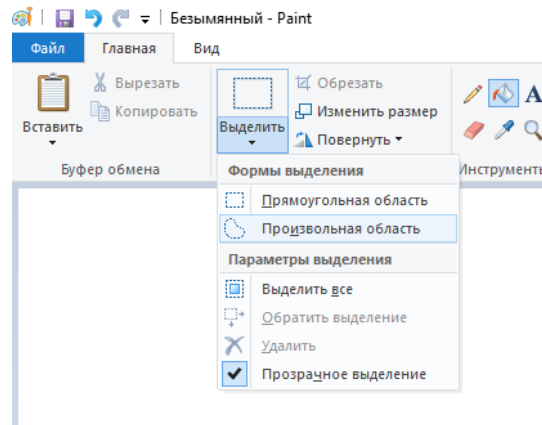 Безымянный - Paint
Файл Главная Вид
Вставить
Вырезать
Копировать
Буфер обмена
Выделить
Обрезать
Изменить размер
Повернуть
A
Инструменты
Формы выделения
Прямоугольная область
Произвольная область
Параметры выделения
Выделить все
Обратить выделение
Удалить
Прозрачное выделение